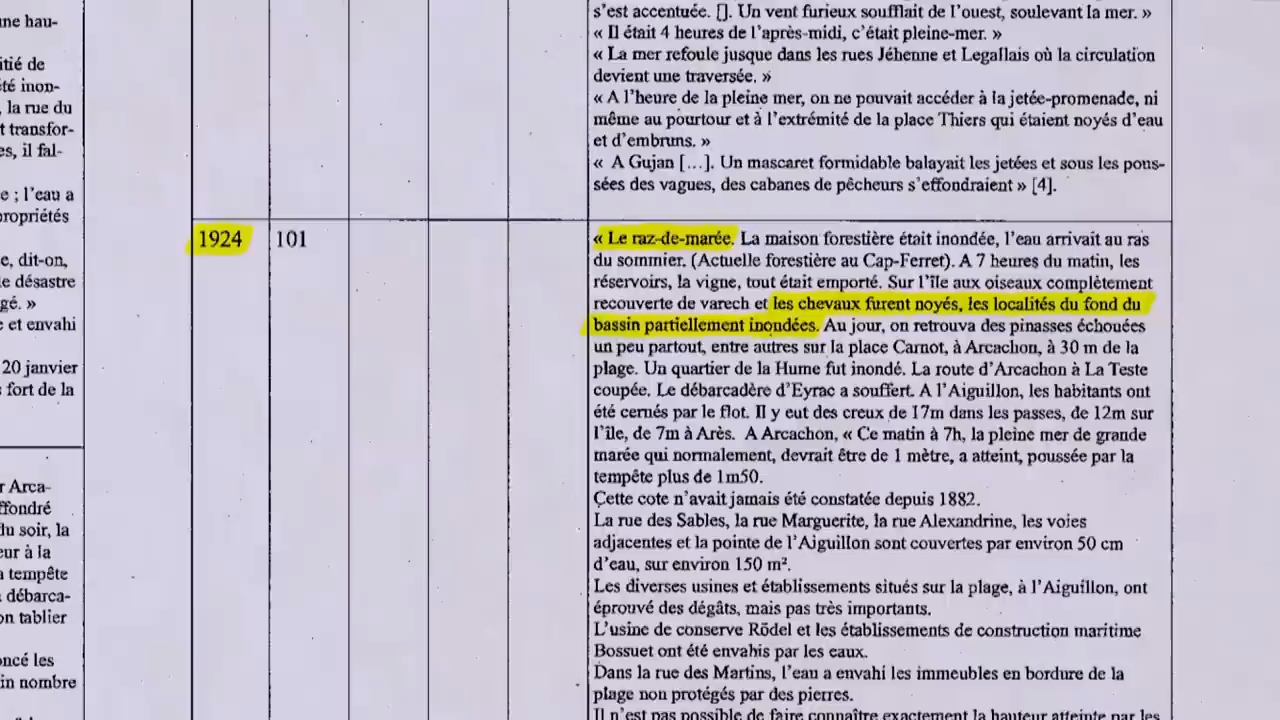 une hau-
itié de
été inon-
, la rue du
t transfor-
es, il fal-
e ; l'eau a
propriétés
e, dit-on,
le désastre
gé. »
e et envahi
20 janvier
s fort de la
r Arca-
ffondré
du soir, la
eur à la
a tempête
débarca-
on tablier
oncé les
in nombre
s'est accentuée. []. Un vent furieux soufflait de l'ouest, soulevant la mer. »
« Il était 4 heures de l'après-midi, c'était pleine-mer. »
« La mer refoule jusque dans les rues Jéhenne et Legallais où la circulation
devient une traversée. »
« A l'heure de la pleine mer, on ne pouvait accéder à la jetée-promenade, ni
même au pourtour et à l'extrémité de la place Thiers qui étaient noyés d'eau
et d'embruns. »
« A Gujan […]. Un mascaret formidable balayait les jetées et sous les pous-
sées des vagues, des cabanes de pêcheurs s'effondraient » [4].
1924 101
« Le raz-de-marée. La maison forestière était inondée, l'eau arrivait au ras
du sommier. (Actuelle forestière au Cap-Ferret). A 7 heures du matin, les
réservoirs, la vigne, tout était emporté. Sur l'île aux oiseaux complètement
recouverte de varech et les chevaux furent noyés, les localités du fond du
bassin partiellement inondées. Au jour, on retrouva des pinasses échouées
un peu partout, entre autres sur la place Carnot, à Arcachon, à 30 m de la
plage. Un quartier de la Hume fut inondé. La route d'Arcachon à La Teste
coupée. Le débarcadère d'Eyrac a souffert. A l'Aiguillon, les habitants ont
été cernés par le flot. Il y eut des creux de 17m dans les passes, de 12m sur
l'île, de 7m à Arès. A Arcachon, « Ce matin à 7h, la pleine mer de grande
marée qui normalement, devrait être de 1 mètre, a atteint, poussée par la
tempête plus de 1m50.
Cette cote n'avait jamais été constatée depuis 1882.
La rue des Sables, la rue Marguerite, la rue Alexandrine, les voies
adjacentes et la pointe de l'Aiguillon sont couvertes par environ 50 cm
d'eau, sur environ 150 m².
Les diverses usines et établissements situés sur la plage, à l'Aiguillon, ont
éprouvé des dégâts, mais pas très importants.
L'usine de conserve Rödel et les établissements de construction maritime
Bossuet ont été envahis par les eaux.
Dans la rue des Martins, l'eau a envahi les immeubles en bordure de la
plage non protégés par des pierres.
Il n'est pas possible de faire connaître exactement la hauteur atteinte par les